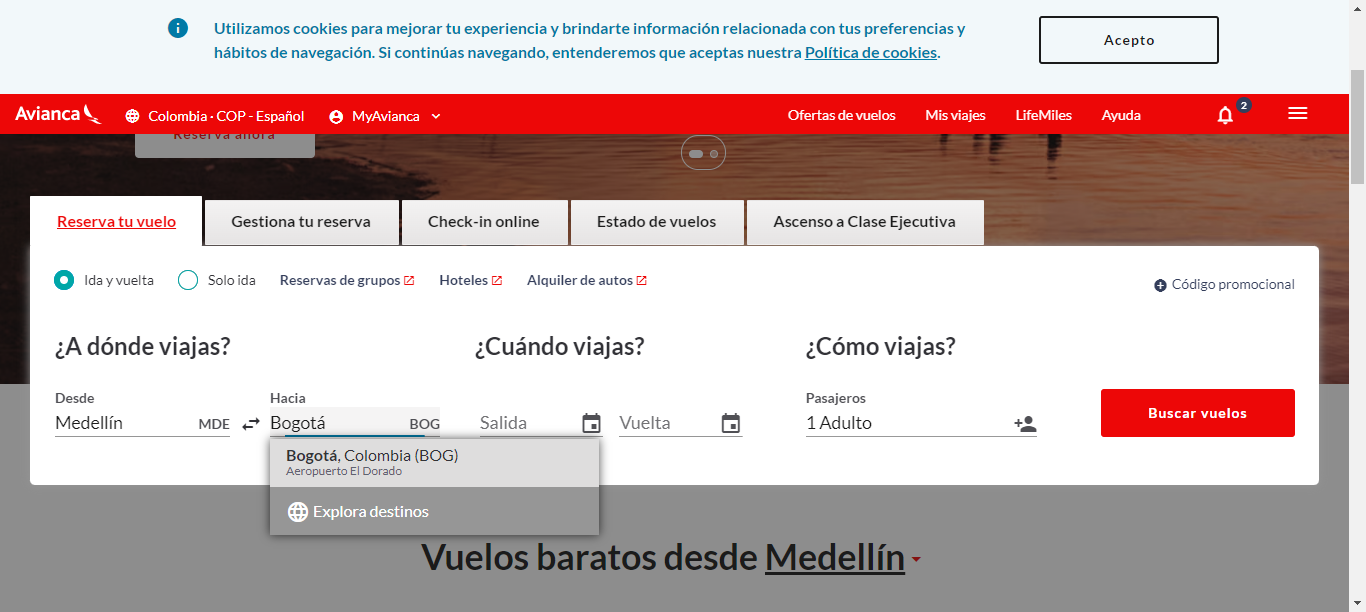 Utilizamos cookies para mejorar tu experiencia y brindarte información relacionada con tus preferencias y
hábitos de navegación. Si continúas navegando, entenderemos que aceptas nuestra Política de cookies.
Acepto
Avianca
Colombia · COP - Español
MyAvianca
Ofertas de vuelos
Mis viajes
LifeMiles
Ayuda
2
Reserva ahora
Reserva tu vuelo
Gestiona tu reserva
Check-in online
Estado de vuelos
Ascenso a Clase Ejecutiva
Ida y vuelta
Solo ida
Reservas de grupos
Hoteles
Alquiler de autos
Código promocional
¿A dónde viajas?
¿Cuándo viajas?
¿Cómo viajas?
Desde
Hacia
Pasajeros
Medellín MDE
Bogotá BOG
Salida
Vuelta
1 Adulto
Buscar vuelos
Bogotá, Colombia (BOG)
Aeropuerto El Dorado
Explora destinos
Vuelos baratos desde Medellín